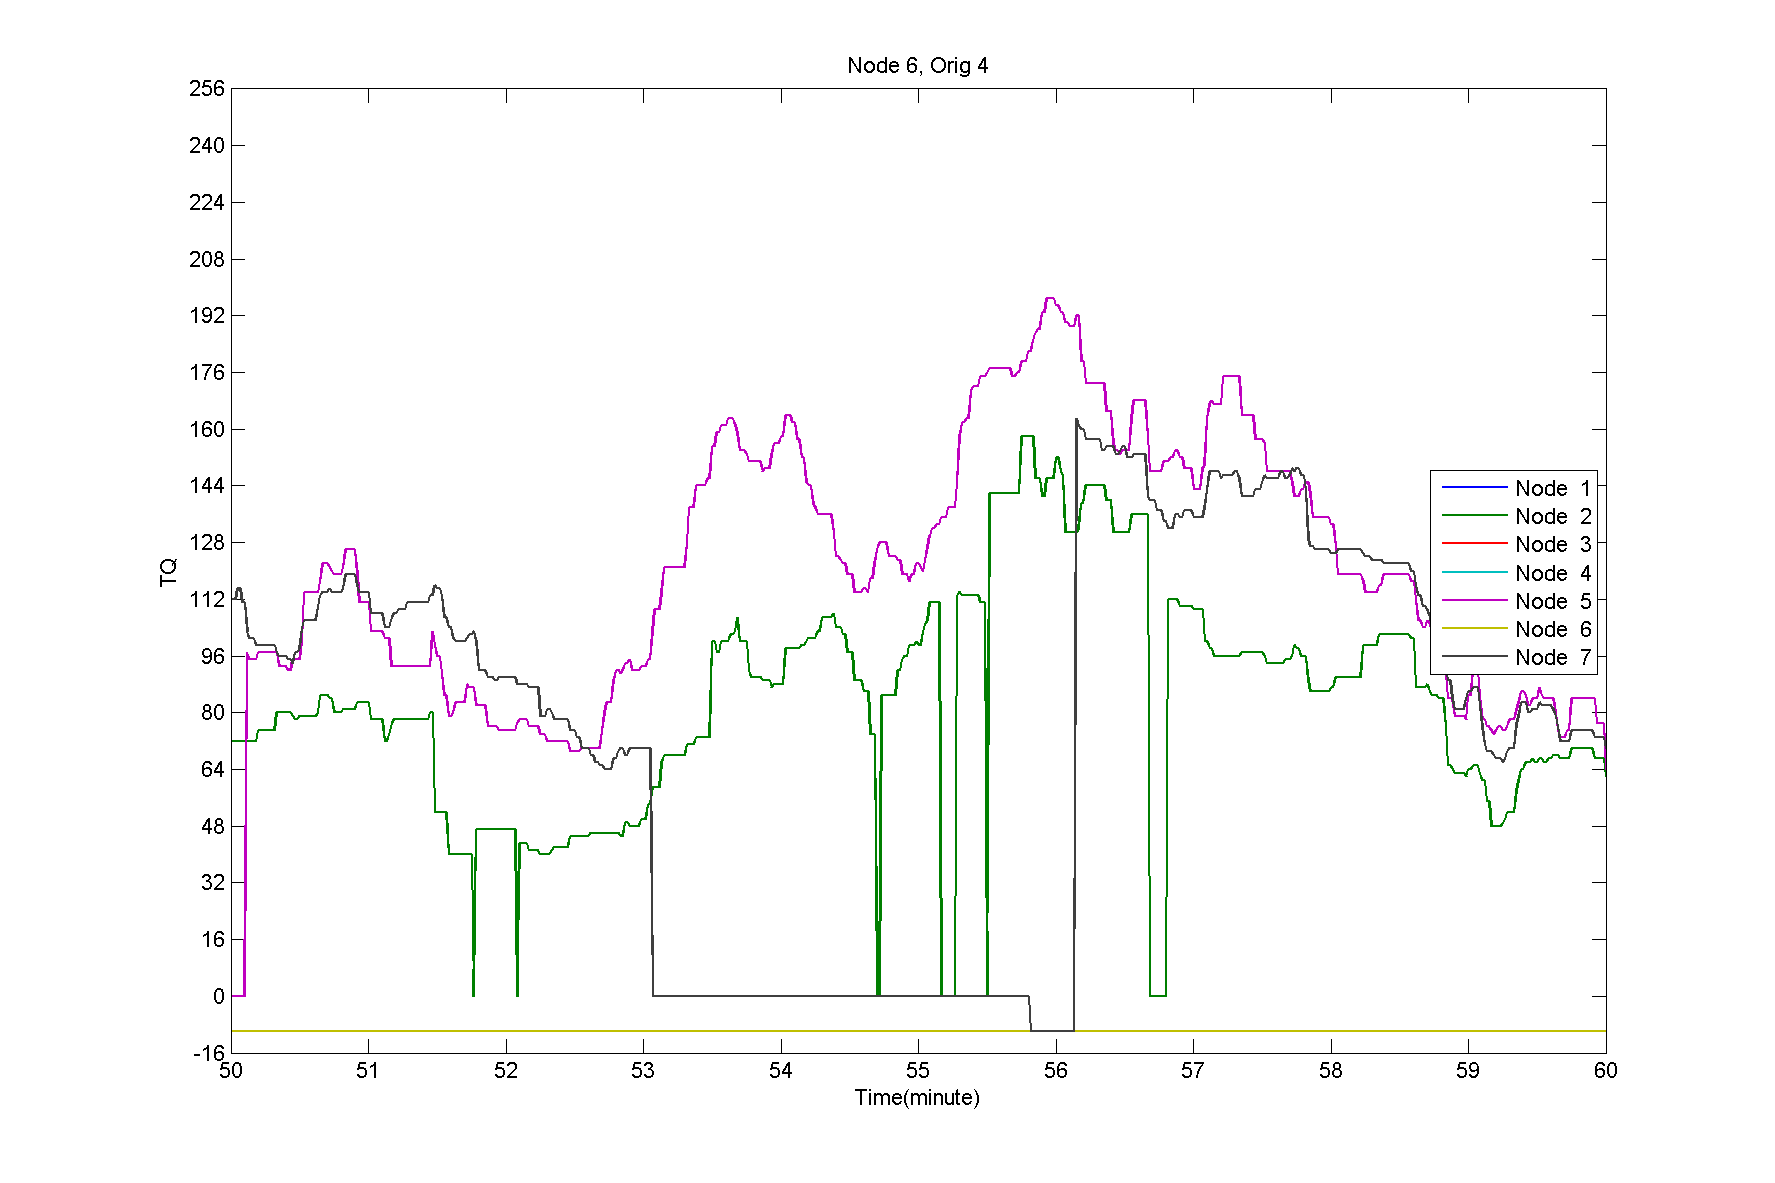 Node 6, Orig 4
256
240
224
208
192
176
160
144
128
112
96
80
64
48
32
16
0
-16
TQ
Node 1
Node 2
Node 3
Node 4
Node 5
Node 6
Node 7
50 51 52 53 54 55 56 57 58 59 60
Time(minute)